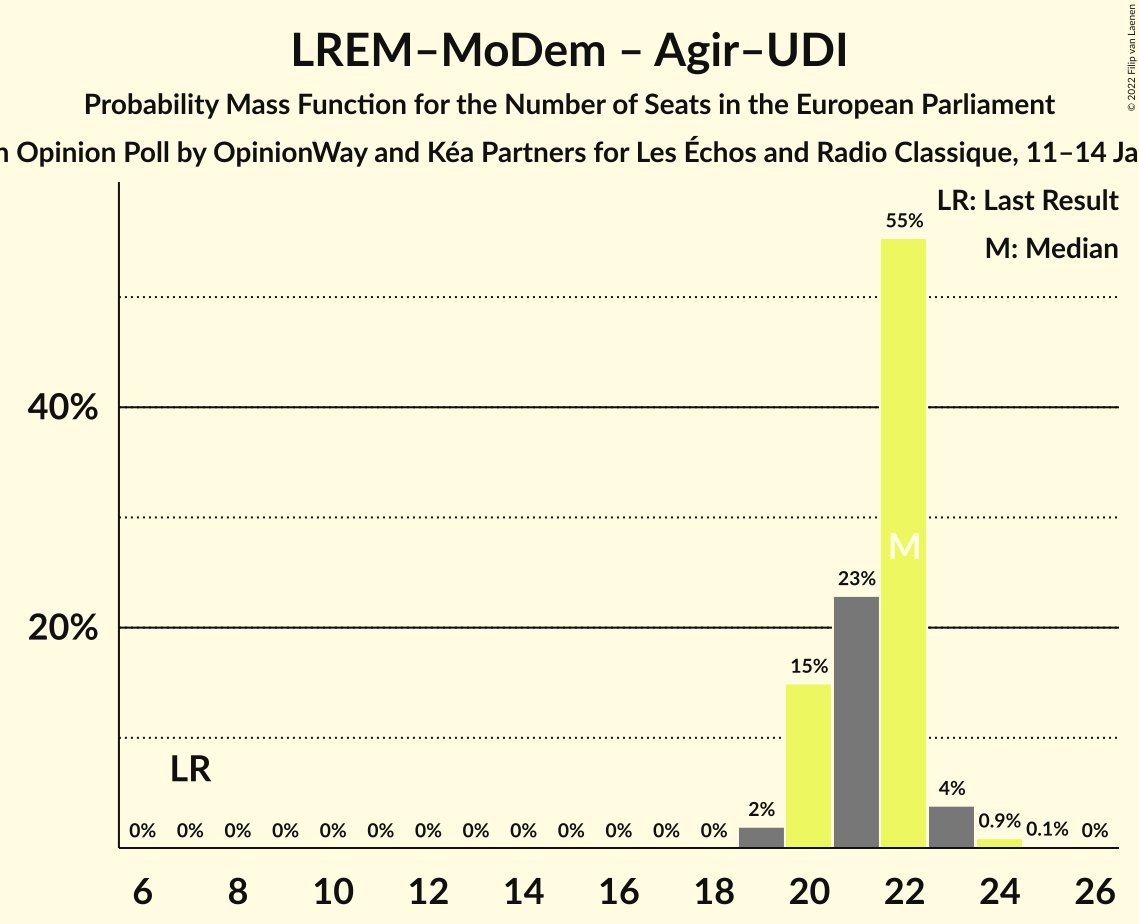 LREM–MoDem – Agir–UDI
Probability Mass Function for the Number of Seats in the European Parliament
n Opinion Poll by OpinionWay and Kéa Partners for Les Échos and Radio Classique, 11–14 Ja
© 2022 Filip van Laenen
LR: Last Result
M: Median
55%
40%
M
23%
20%
15%
LR
4%
2%
0.9%
0% 0% 0% 0% 0% 0% 0% 0% 0% 0% 0% 0% 0% 0.1% 0%
6 8 10 12 14 16 18 20 22 24 26